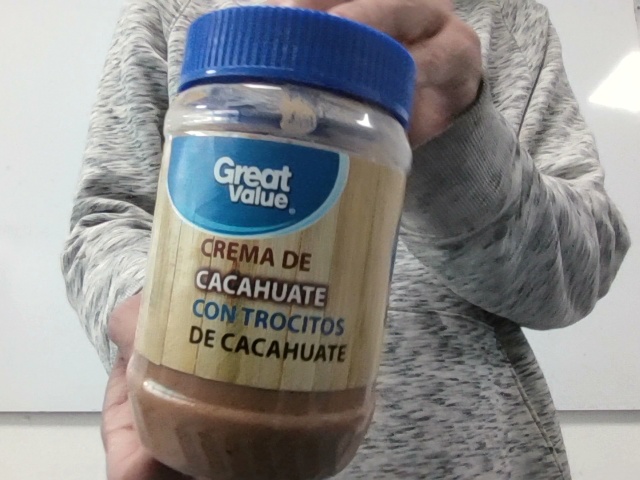 Great
Value®
CREMA DE
CACAHUATE
CON TROCITOS
DE CACAHUATE